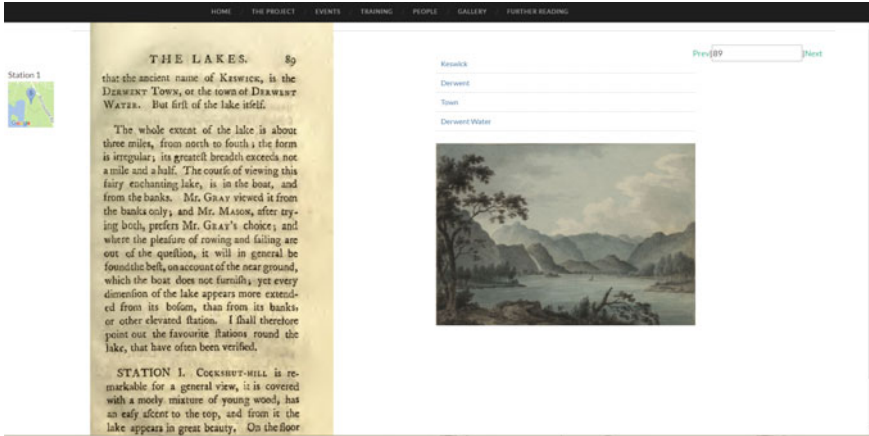 HOME THE PROJECT EVENTS TRAINING PEOPLE GALLERY FURTHER READING
Station 1
Google
THE LAKES. 89
that the ancient name of KESWICK, is the
DERWENT TOWN, or the town of DERWENT
WATER. But firſt of the lake itſelf.
The whole extent of the lake is about
three miles, from north to ſouth; the form
is irregular; its greateſt breadth exceeds not
a mile and a half. The courſe of viewing this
fairy enchanting lake, is in the boat, and
from the banks. Mr. GRAY viewed it from
the banks only; and Mr. MASON, after try-
ing both, prefers Mr. GRAY'S choice; and
where the pleaſure of rowing and ſailing are
out of the queſtion, it will in general be
found the beſt, on account of the near ground,
which the boat does not furniſh; yet every
dimenſion of the lake appears more extend-
ed from its boſom, than from its banks,
or other elevated ſtation. I ſhall therefore
point out the favourite ſtations round the
lake, that have often been verified.
STATION I. COCKSHUT-HILL is re-
markable for a general view, it is covered
with a motly mixture of young wood, has
an eaſy aſcent to the top, and from it the
lake appears in great beauty. On the floor
Keswick
Derwent
Town
Derwent Water
Prev|89 |Next